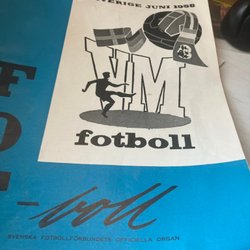 SVERIGE JUNI 1958
VM
fotboll
F
O
boll
SVENSKA FOTBOLLFÖRBUNDETS OFFICIELLA ORGAN